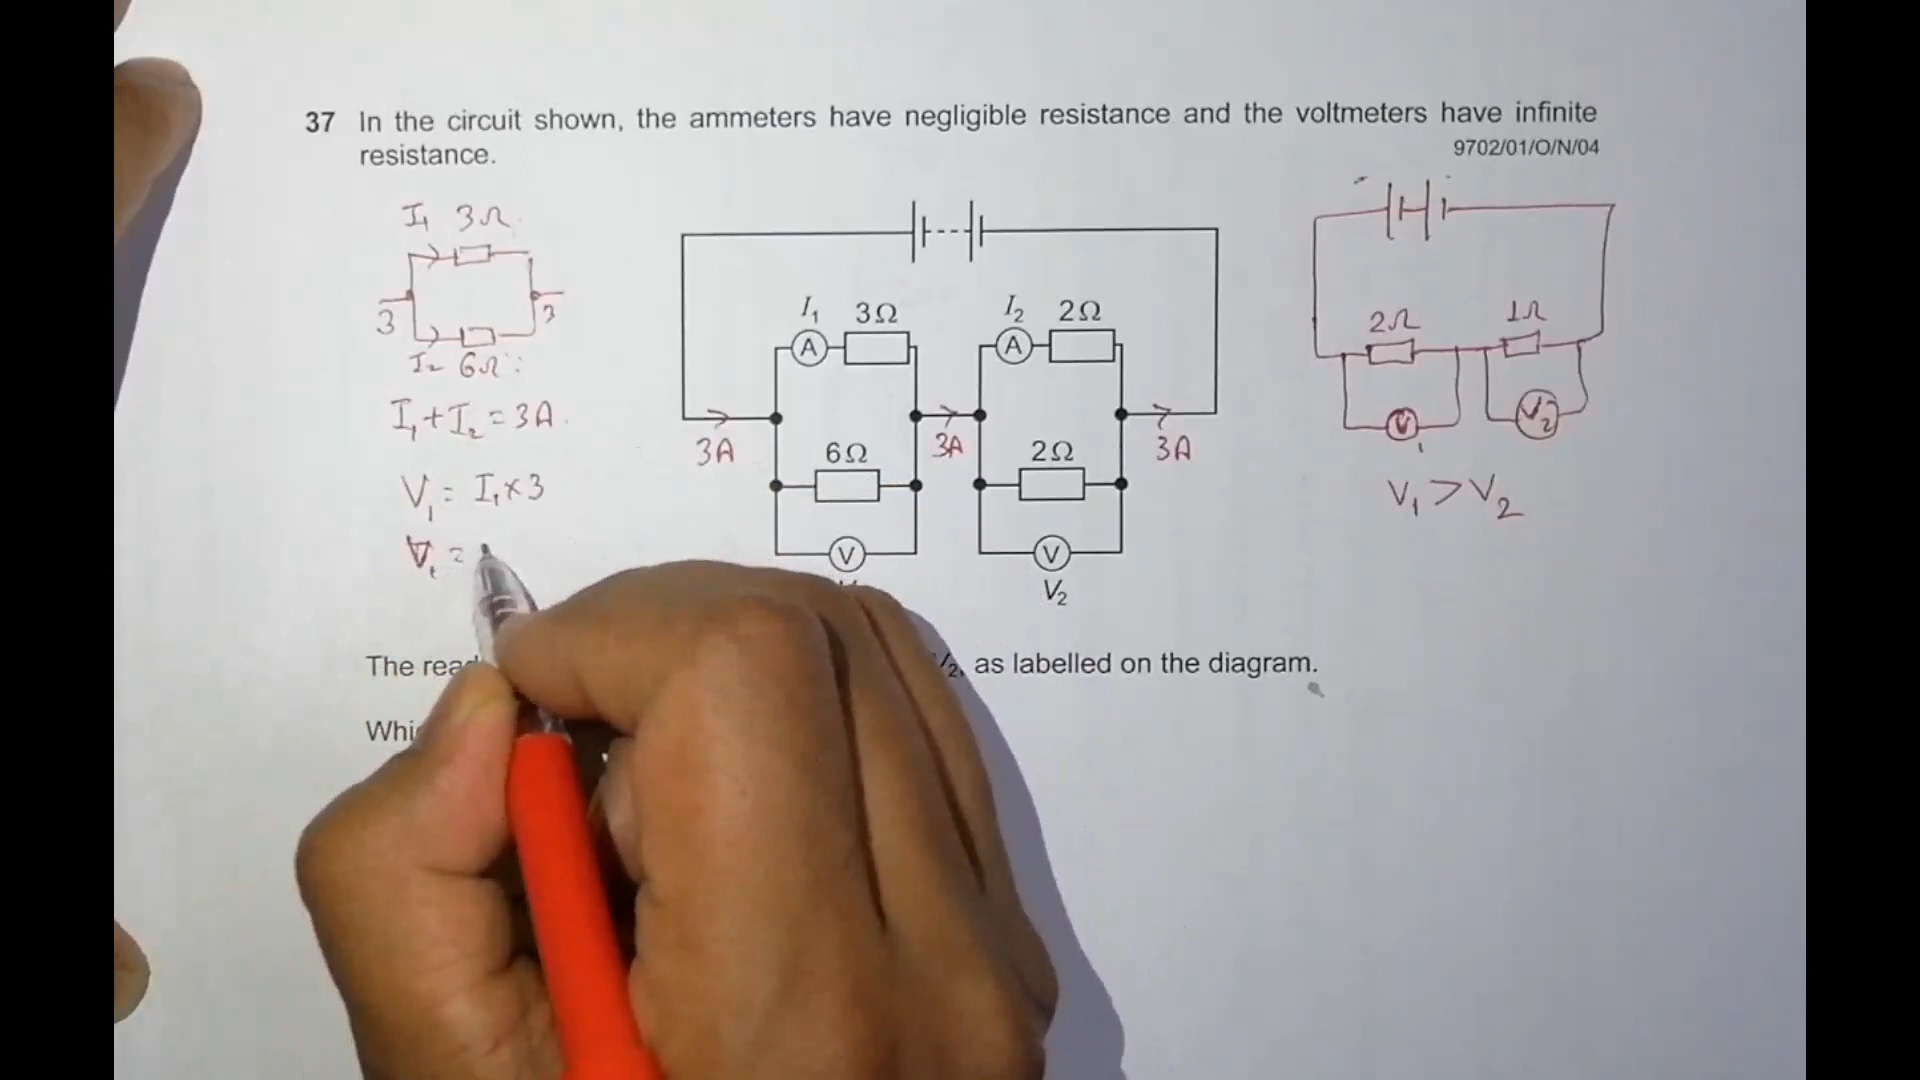 37 In the circuit shown, the ammeters have negligible resistance and the voltmeters have infinite
resistance.
9702/01/O/N/04
I₁ 3Ω
3 3
I₂ 6Ω
I₁ + I₂ = 3A
V₁ = I₁ × 3
V₁ =
I₁ 3Ω I₂ 2Ω
A A
3A 3A 3A
6Ω 2Ω
V V
V₂
2Ω 1Ω
V₁ V₂
V₁ > V₂
The , as labelled on the diagram.